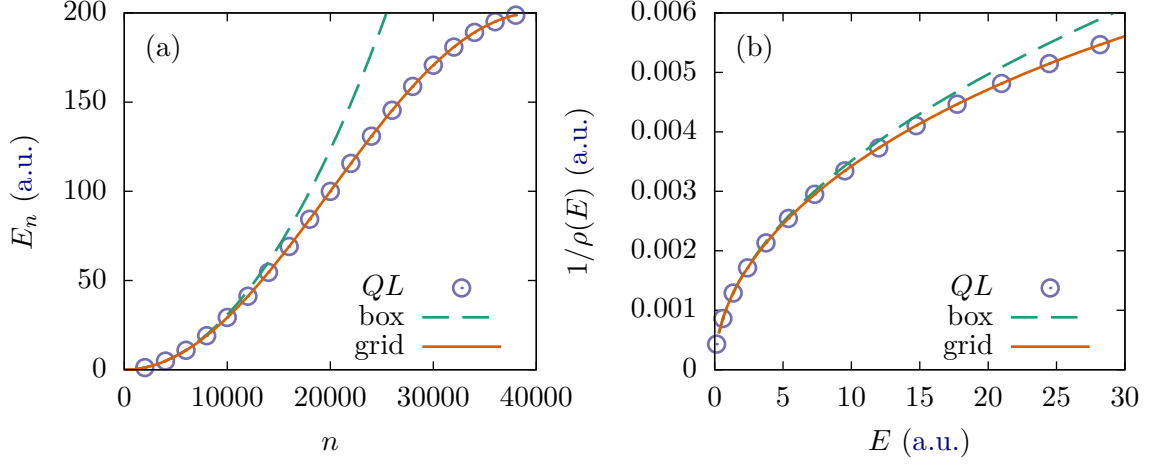 (a)
E_n (a.u.)
200
150
100
50
0
0 10000 20000 30000 40000
n
QL
box
grid
(b)
1/ρ(E) (a.u.)
0.006
0.005
0.004
0.003
0.002
0.001
0
0 5 10 15 20 25 30
E (a.u.)
QL
box
grid